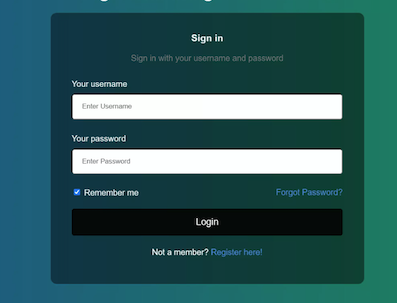 Sign in
Sign in with your username and password
Your username
Enter Username
Your password
Enter Password
Remember me
Forgot Password?
Login
Not a member? Register here!